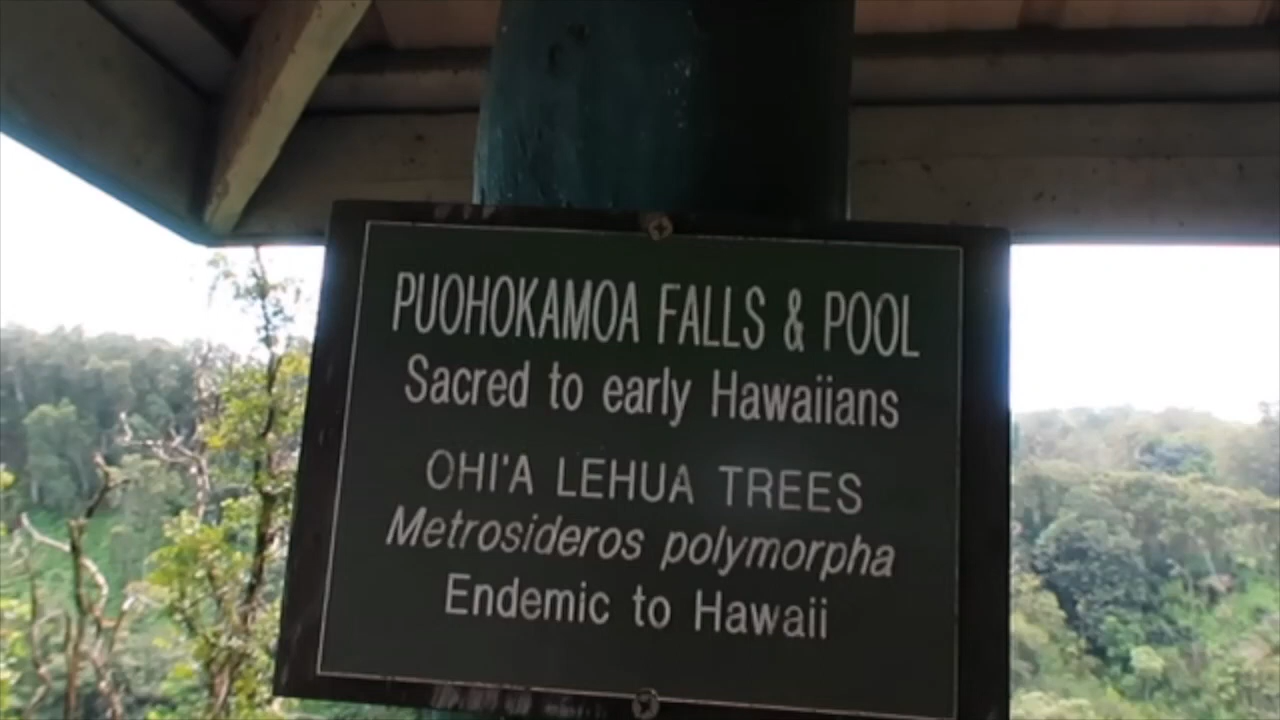 PUOHOKAMOA FALLS & POOL
Sacred to early Hawaiians
OHI'A LEHUA TREES
Metrosideros polymorpha
Endemic to Hawaii